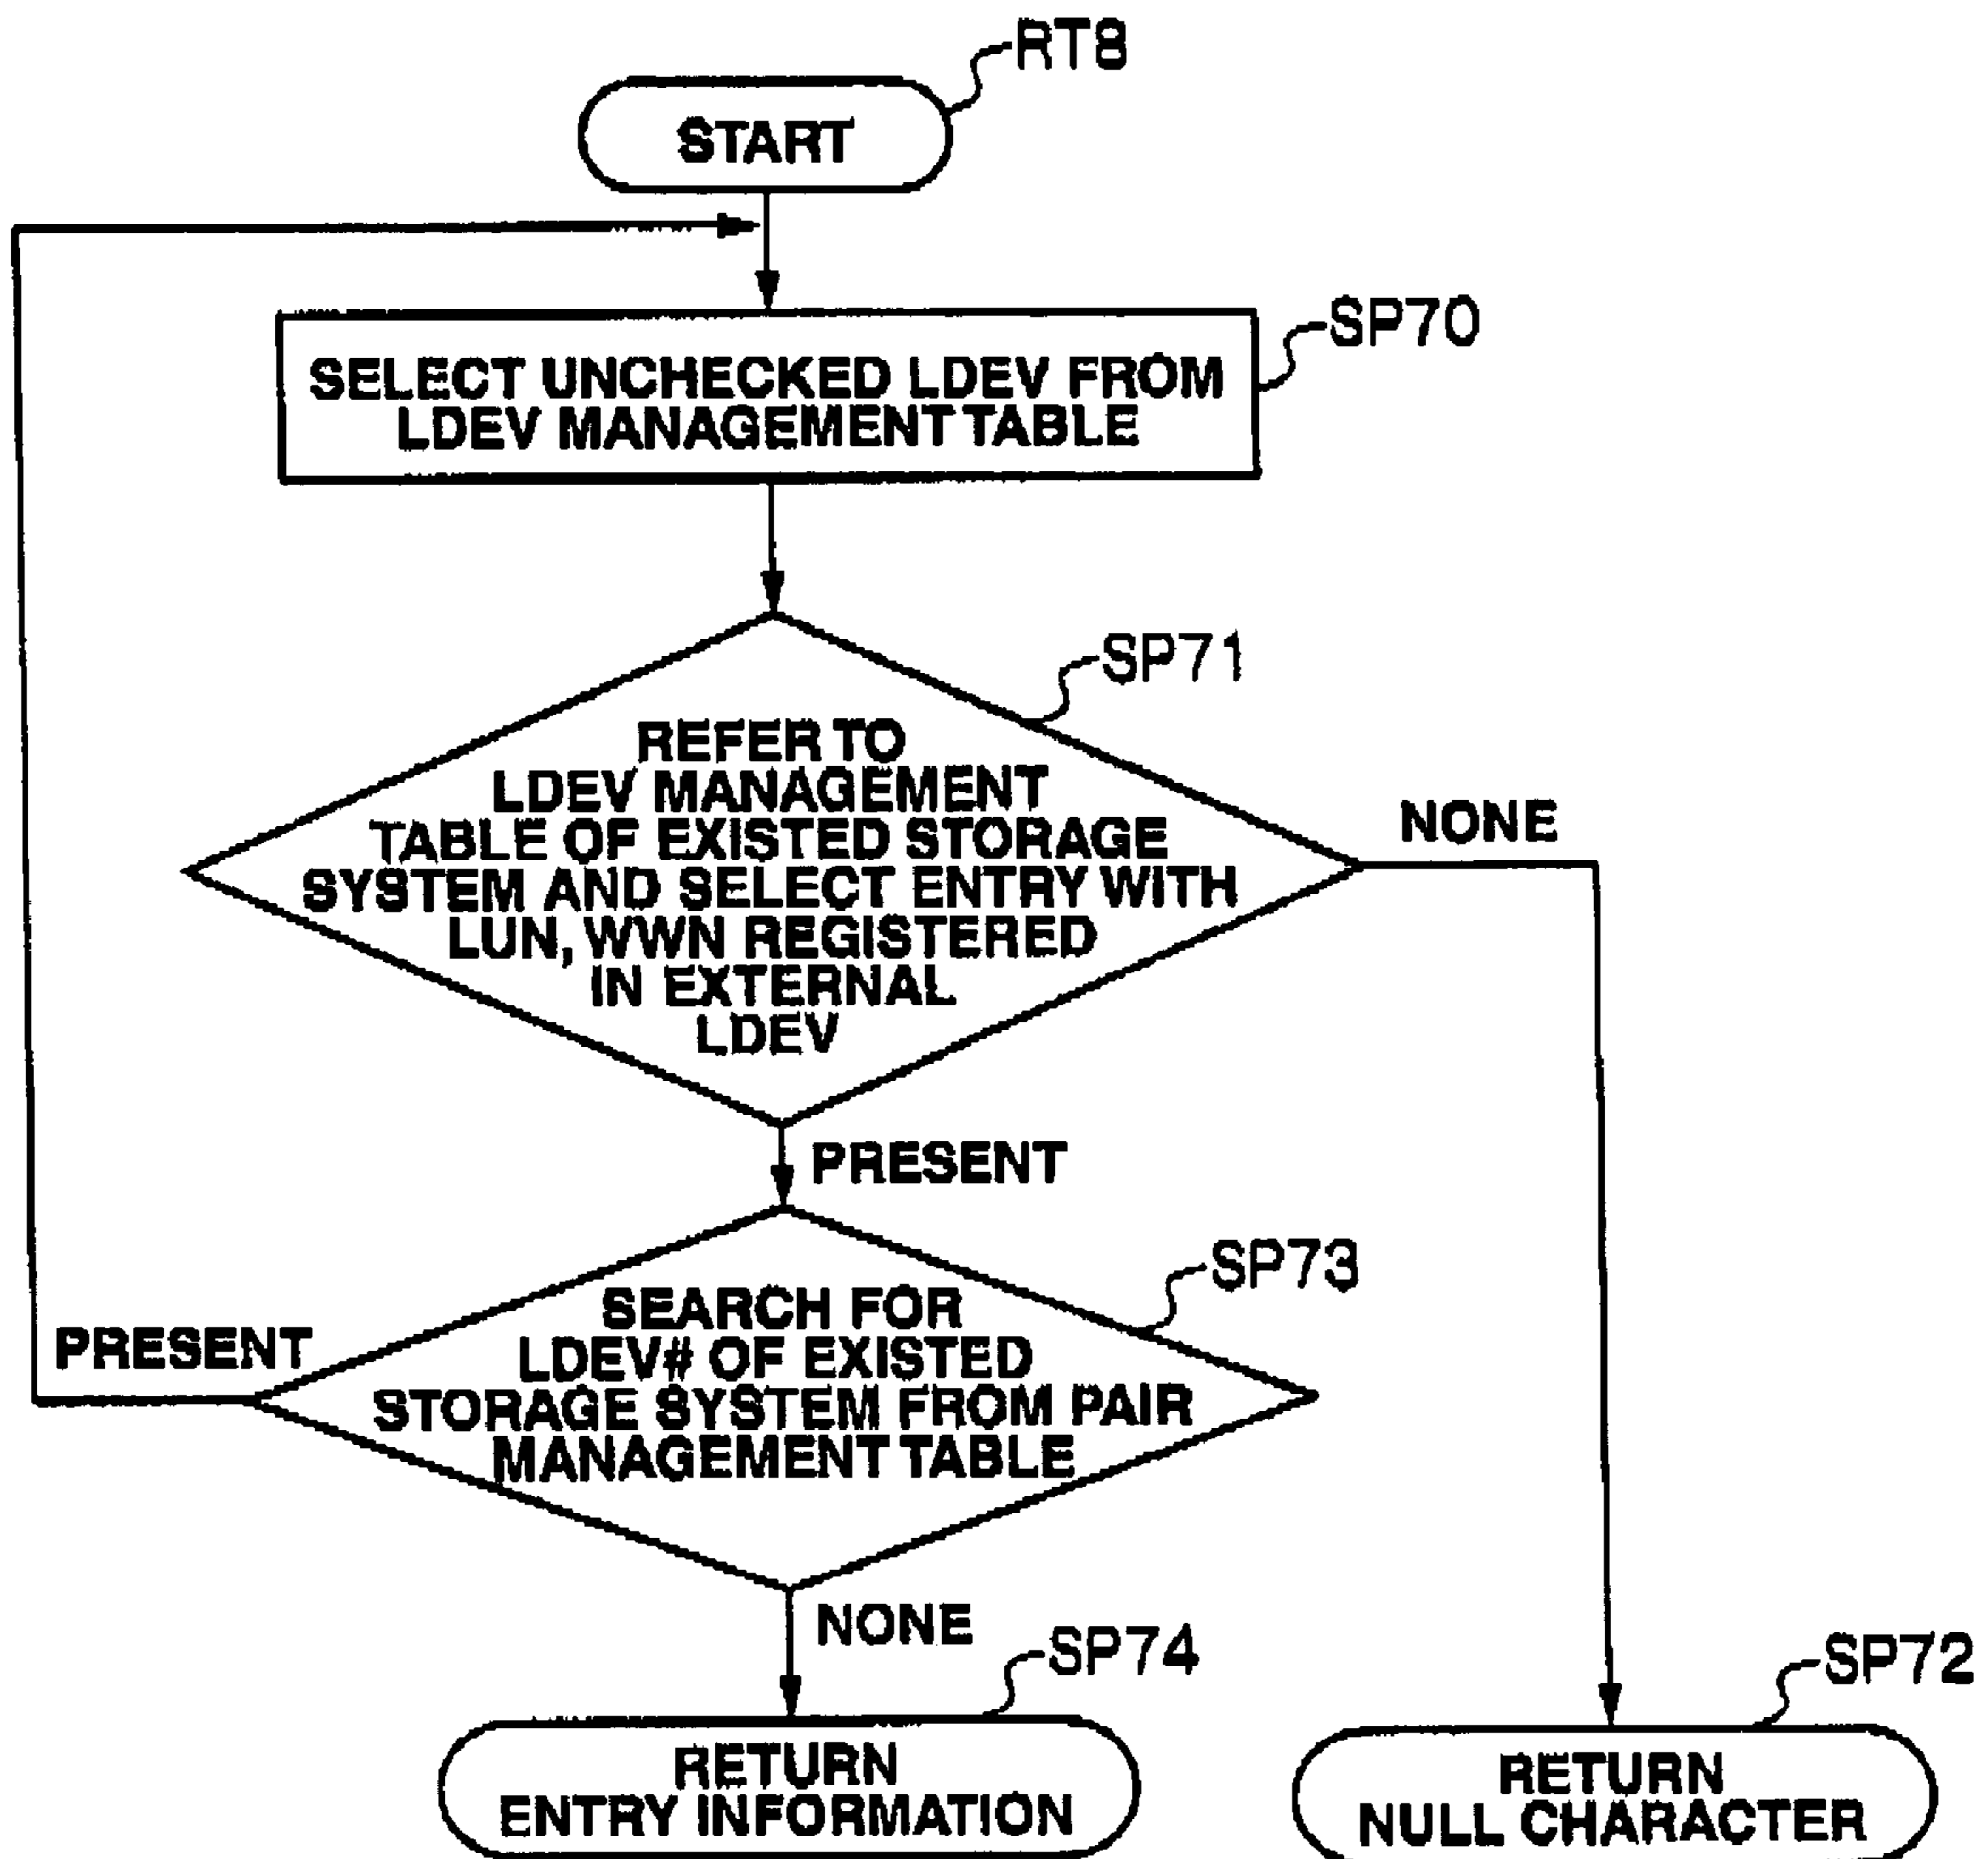 RT8
START
SP70
SELECT UNCHECKED LDEV FROM
LDEV MANAGEMENT TABLE
SP71
REFER TO
LDEV MANAGEMENT
TABLE OF EXISTED STORAGE
SYSTEM AND SELECT ENTRY WITH
LUN, WWN REGISTERED
IN EXTERNAL
LDEV
NONE
PRESENT
SP73
SEARCH FOR
LDEV# OF EXISTED
STORAGE SYSTEM FROM PAIR
MANAGEMENT TABLE
PRESENT
NONE
SP74
SP72
RETURN
ENTRY INFORMATION
RETURN
NULL CHARACTER